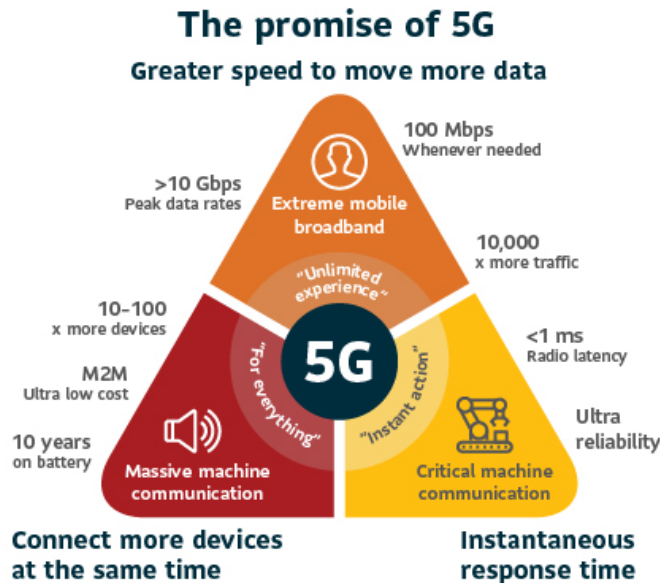 The promise of 5G
Greater speed to move more data
100 Mbps
Whenever needed
>10 Gbps
Peak data rates
Extreme mobile
broadband
10,000
x more traffic
"Unlimited
experience"
10–100
x more devices
<1 ms
Radio latency
M2M
Ultra low cost
"For everything"
5G
"Instant action"
Ultra
reliability
10 years
on battery
Massive machine
communication
Critical machine
communication
Connect more devices
at the same time
Instantaneous
response time